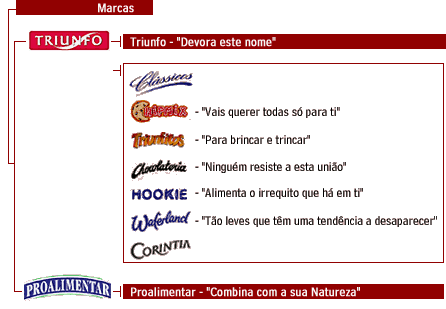 Marcas
TRIUNFO Triunfo - "Devora este nome"
Clássicos
- "Vais querer todas só para ti"
Triunfitos - "Para brincar e trincar"
Chocolateria - "Ninguém resiste a esta união"
HOOKIE - "Alimenta o irrequito que há em ti"
Waferland - "Tão leves que têm uma tendência a desaparecer"
CORINTIA
PROALIMENTAR Proalimentar - "Combina com a sua Natureza"